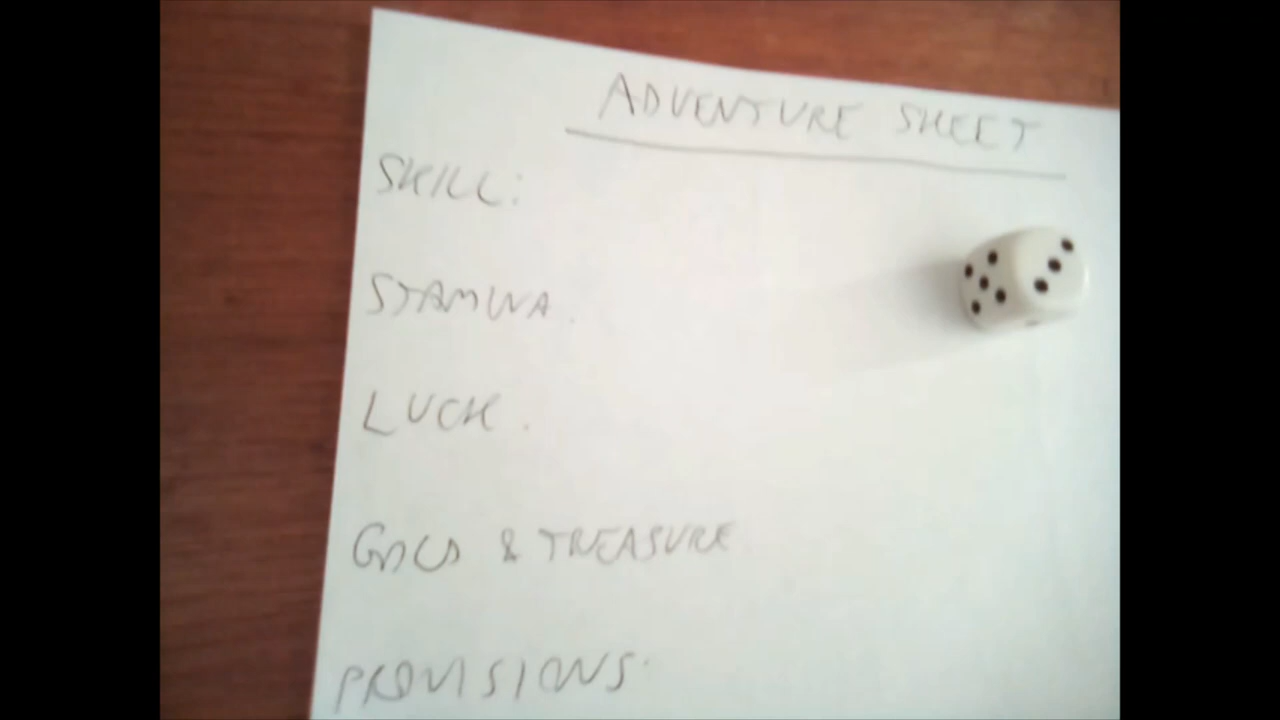 ADVENTURE SHEET
SKILL:
STAMINA.
LUCK.
GOLD & TREASURE
PROVISIONS: